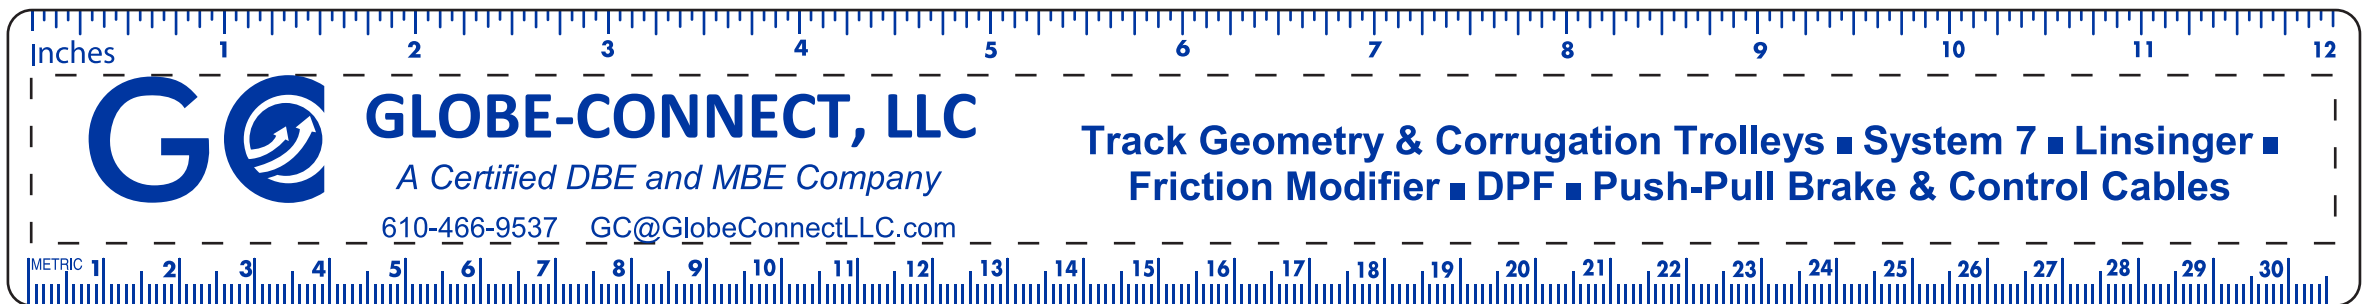 Inches 1 2 3 4 5 6 7 8 9 10 11 12
GC
GLOBE-CONNECT, LLC
A Certified DBE and MBE Company
610-466-9537 GC@GlobeConnectLLC.com
Track Geometry & Corrugation Trolleys ■ System 7 ■ Linsinger ■
Friction Modifier ■ DPF ■ Push-Pull Brake & Control Cables
METRIC 1 2 3 4 5 6 7 8 9 10 11 12 13 14 15 16 17 18 19 20 21 22 23 24 25 26 27 28 29 30